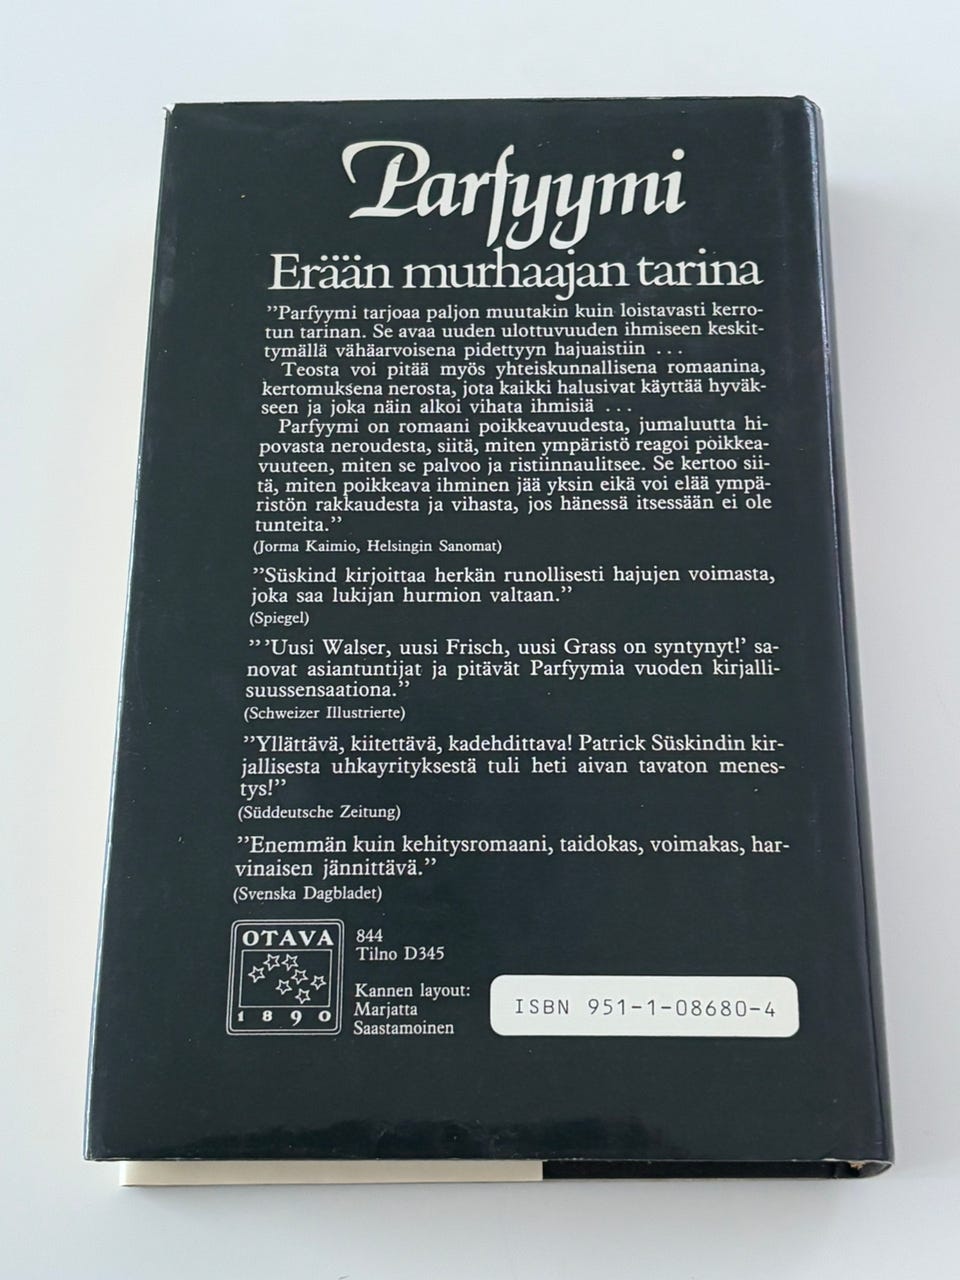 Parfyymi
Erään murhaajan tarina
”Parfyymi tarjoaa paljon muutakin kuin loistavasti kerro-
tun tarinan. Se avaa uuden ulottuvuuden ihmiseen keskit-
tymällä vähäarvoisena pidettyyn hajuaistiin ...
Teosta voi pitää myös yhteiskunnallisena romaanina,
kertomuksena nerosta, jota kaikki halusivat käyttää hyväk-
seen ja joka näin alkoi vihata ihmisiä ...
Parfyymi on romaani poikkeavuudesta, jumaluutta hi-
povasta neroudesta, siitä, miten ympäristö reagoi poikkea-
vuuteen, miten se palvoo ja ristiinnaulitsee. Se kertoo sii-
tä, miten poikkeava ihminen jää yksin eikä voi elää ympä-
ristön rakkaudesta ja vihasta, jos hänessä itsessään ei ole
tunteita.”
(Jorma Kaimio, Helsingin Sanomat)
”Süskind kirjoittaa herkän runollisesti hajujen voimasta,
joka saa lukijan hurmion valtaan.”
(Spiegel)
” ’Uusi Walser, uusi Frisch, uusi Grass on syntynyt!’ sa-
novat asiantuntijat ja pitävät Parfyymia vuoden kirjalli-
suussensaationa.”
(Schweizer Illustrierte)
”Yllättävä, kiitettävä, kadehdittava! Patrick Süskindin kir-
jallisesta uhkayrityksestä tuli heti aivan tavaton menes-
tys!”
(Süddeutsche Zeitung)
”Enemmän kuin kehitysromaani, taidokas, voimakas, har-
vinaisen jännittävä.”
(Svenska Dagbladet)
OTAVA
1890
844
Tilno D345
Kannen layout:
Marjatta
Saastamoinen
ISBN 951-1-08680-4